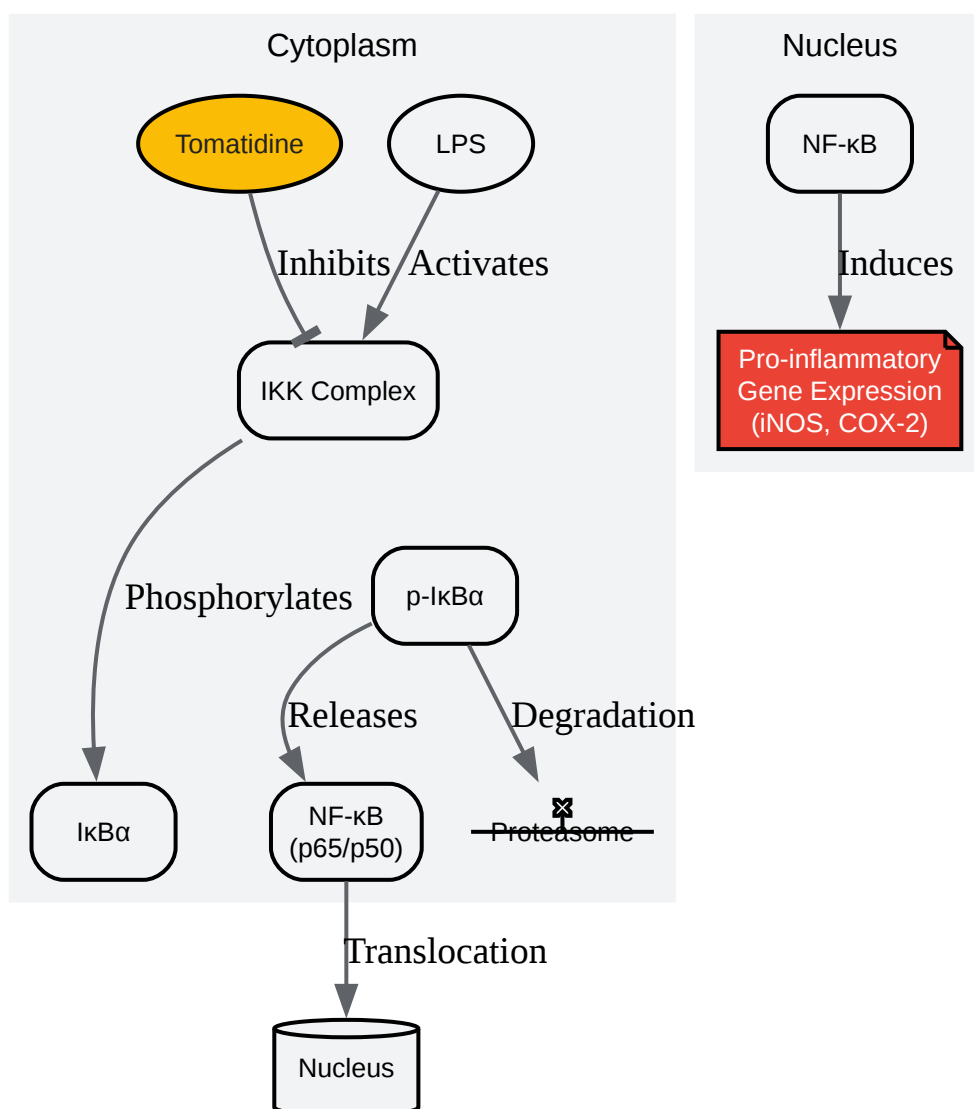 Cytoplasm
Nucleus
Tomatidine
LPS
NF-κB
Inhibits
Activates
Induces
IKK Complex
Pro-inflammatory
Gene Expression
(iNOS, COX-2)
Phosphorylates
p-IκBα
Releases
Degradation
IκBα
NF-κB
(p65/p50)
Proteasome
Translocation
Nucleus